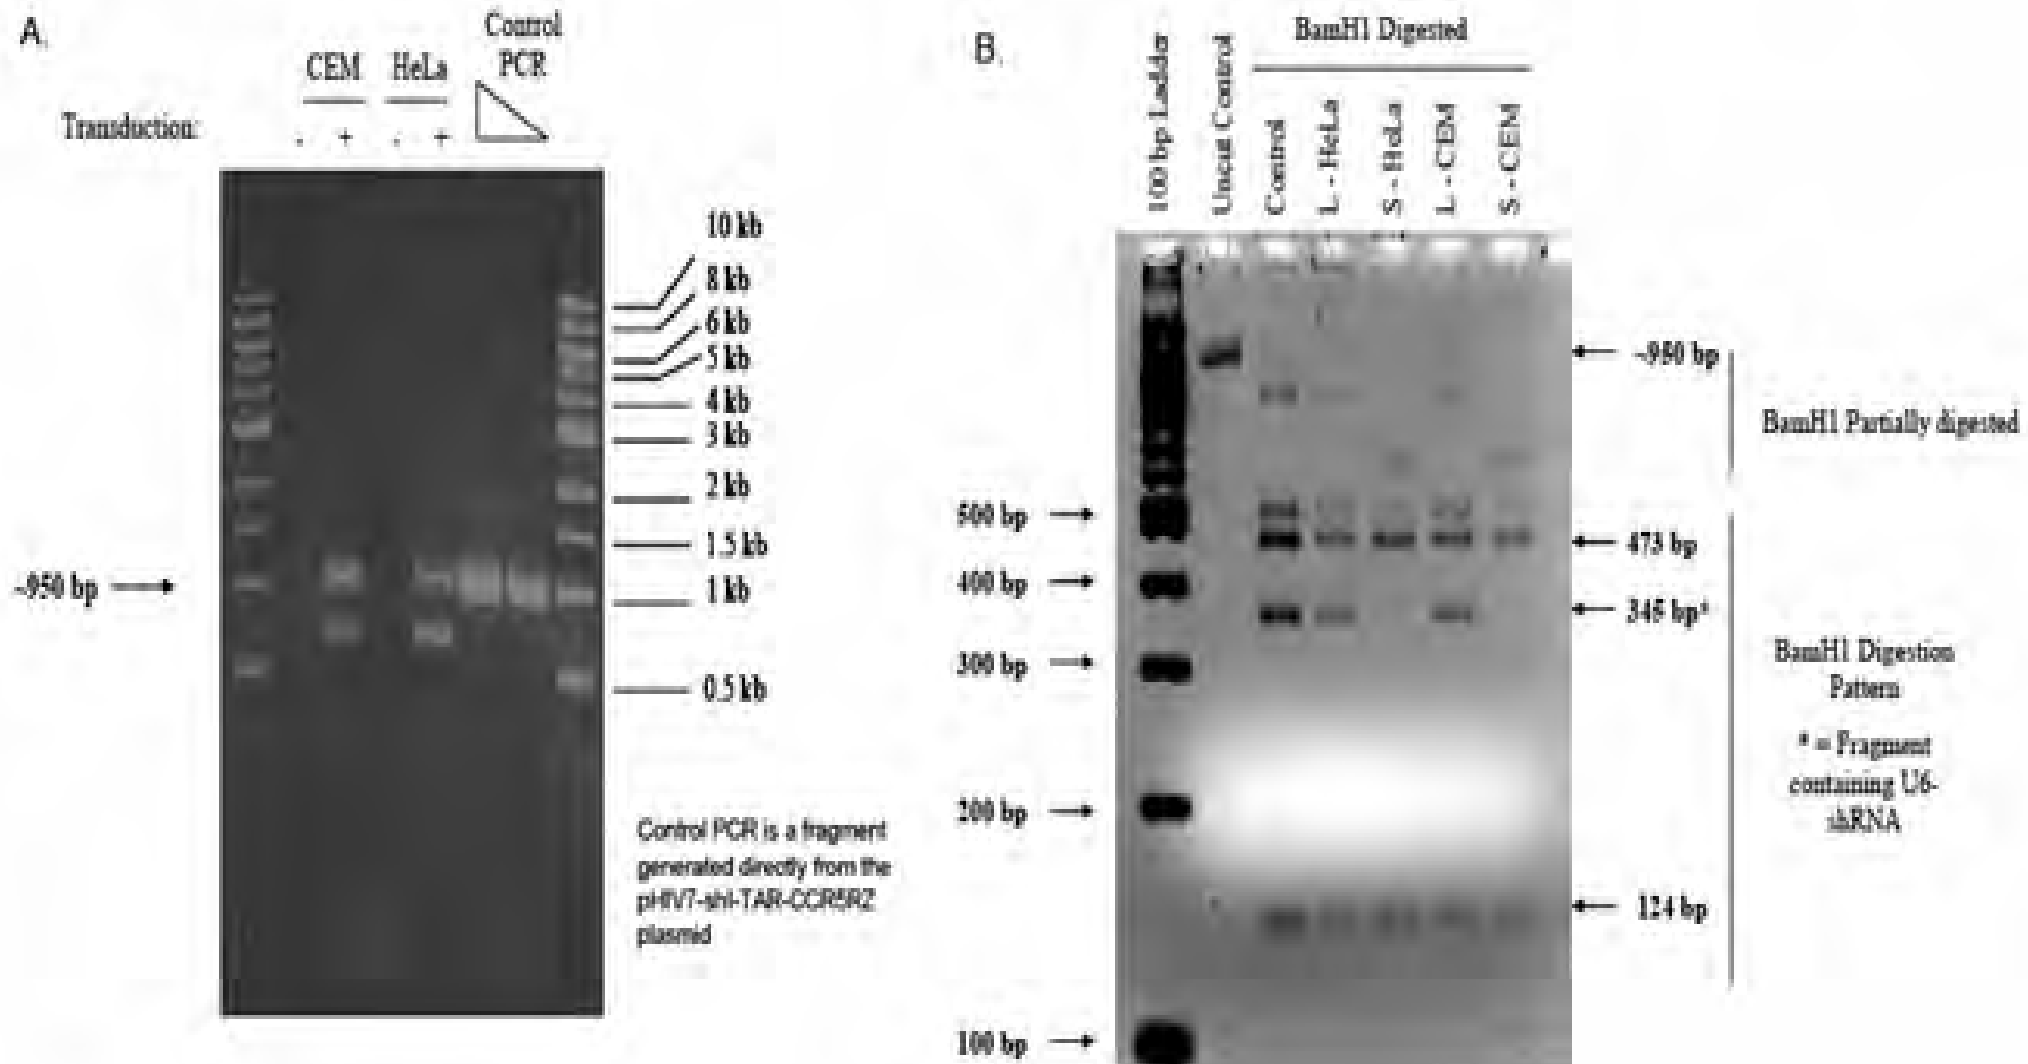 A.
Control
PCR
CEM
HeLa
Transduction:
- + - +
10 kb
8 kb
6 kb
5 kb
4 kb
3 kb
2 kb
1.5 kb
1 kb
0.5 kb
~950 bp
Control PCR is a fragment
generated directly from the
pHIV7-shI-TAR-CCR5RZ
plasmid
B.
BamH1 Digested
100 bp Ladder
Uncut Control
Control
L - HeLa
S - HeLa
L - CEM
S - CEM
500 bp
400 bp
300 bp
200 bp
100 bp
~950 bp
473 bp
345 bp*
124 bp
BamH1 Partially digested
BamH1 Digestion
Pattern
* = Fragment
containing U6-
shRNA